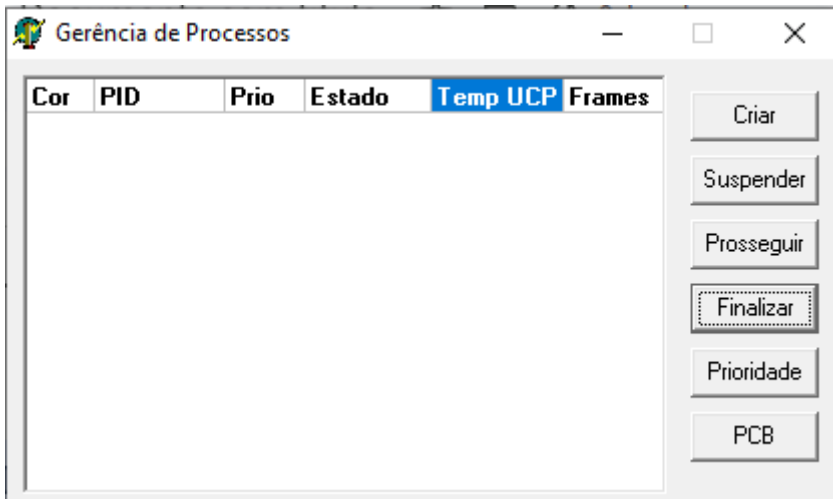 Gerência de Processos
Cor PID Prio Estado Temp UCP Frames
Criar
Suspender
Prosseguir
Finalizar
Prioridade
PCB